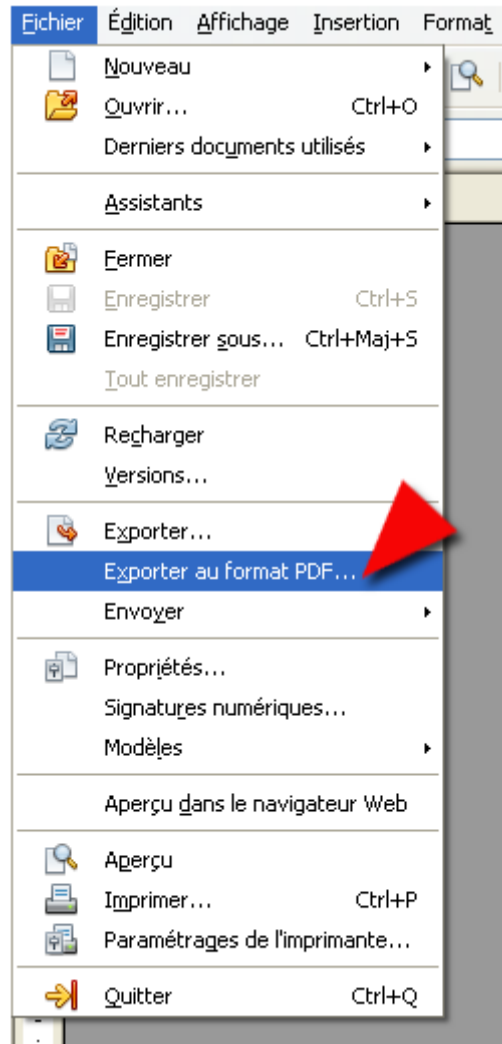 Fichier Édition Affichage Insertion Format
Nouveau
Ouvrir... Ctrl+O
Derniers documents utilisés
Assistants
Fermer
Enregistrer Ctrl+S
Enregistrer sous... Ctrl+Maj+S
Tout enregistrer
Recharger
Versions...
Exporter...
Exporter au format PDF...
Envoyer
Propriétés...
Signatures numériques...
Modèles
Aperçu dans le navigateur Web
Aperçu
Imprimer... Ctrl+P
Paramétrages de l'imprimante...
Quitter Ctrl+Q